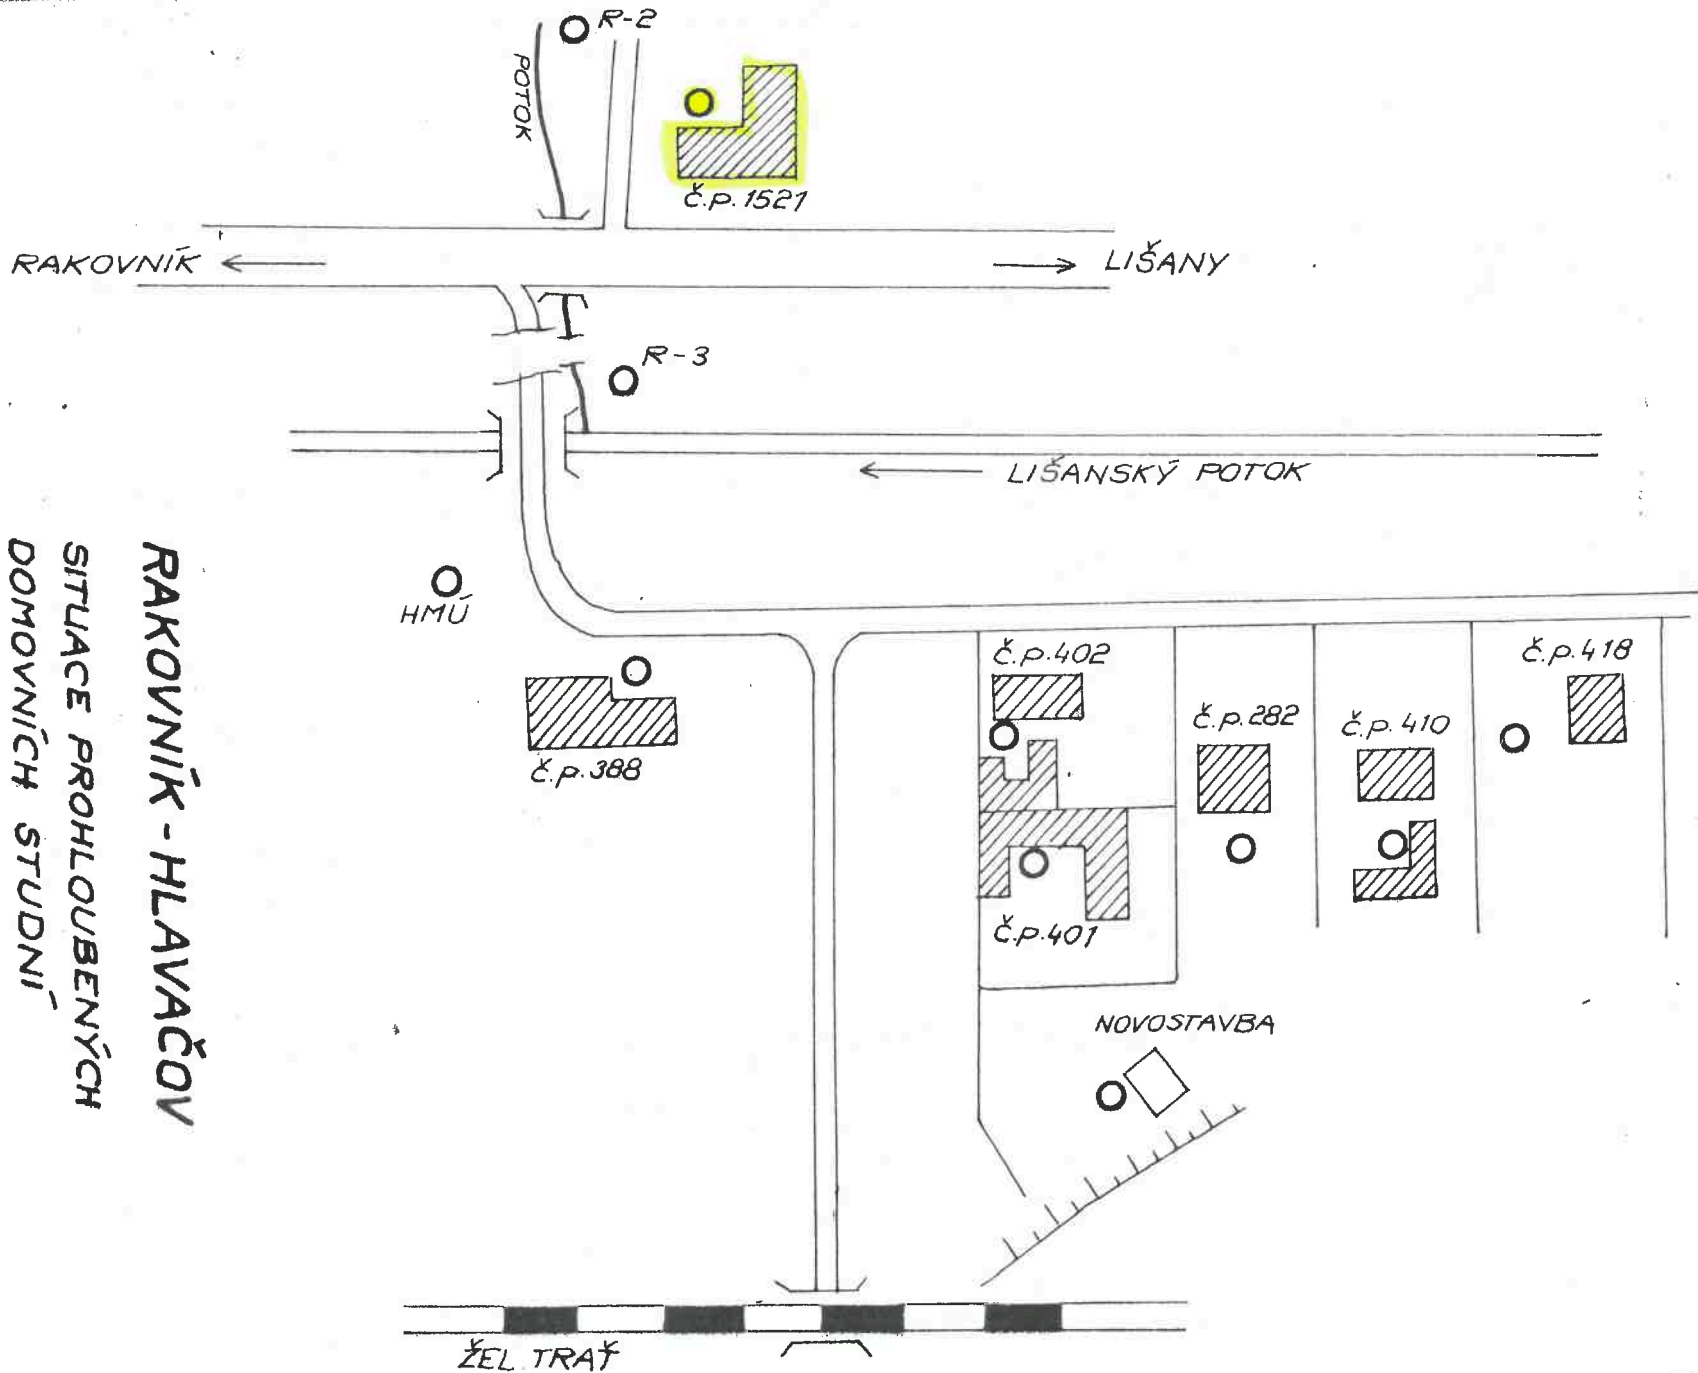 R-2
POTOK
Č.p. 1521
RAKOVNÍK
LIŠANY
R-3
LIŠANSKÝ POTOK
HMÚ
Č.p. 402
Č.p. 418
Č.p. 282
Č.p. 410
Č.p. 388
Č.p. 401
NOVOSTAVBA
ŽEL. TRAŤ
RAKOVNÍK - HLAVAČOV
SITUACE PROHLOUBENÝCH
DOMOVNÍCH STUDNÍ